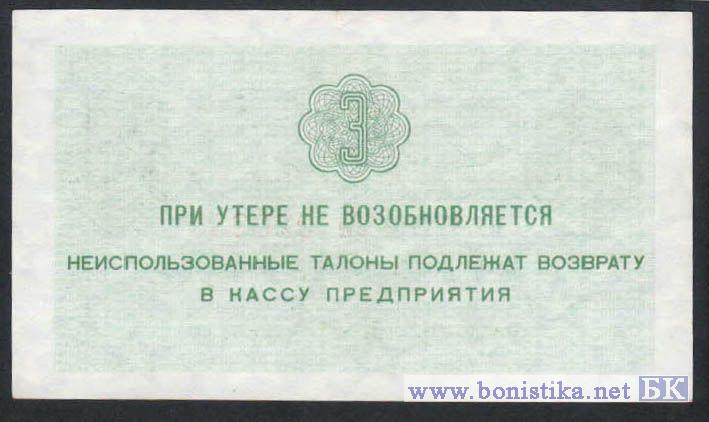 3
ПРИ УТЕРЕ НЕ ВОЗОБНОВЛЯЕТСЯ
НЕИСПОЛЬЗОВАННЫЕ ТАЛОНЫ ПОДЛЕЖАТ ВОЗВРАТУ
В КАССУ ПРЕДПРИЯТИЯ
www.bonistika.net БК